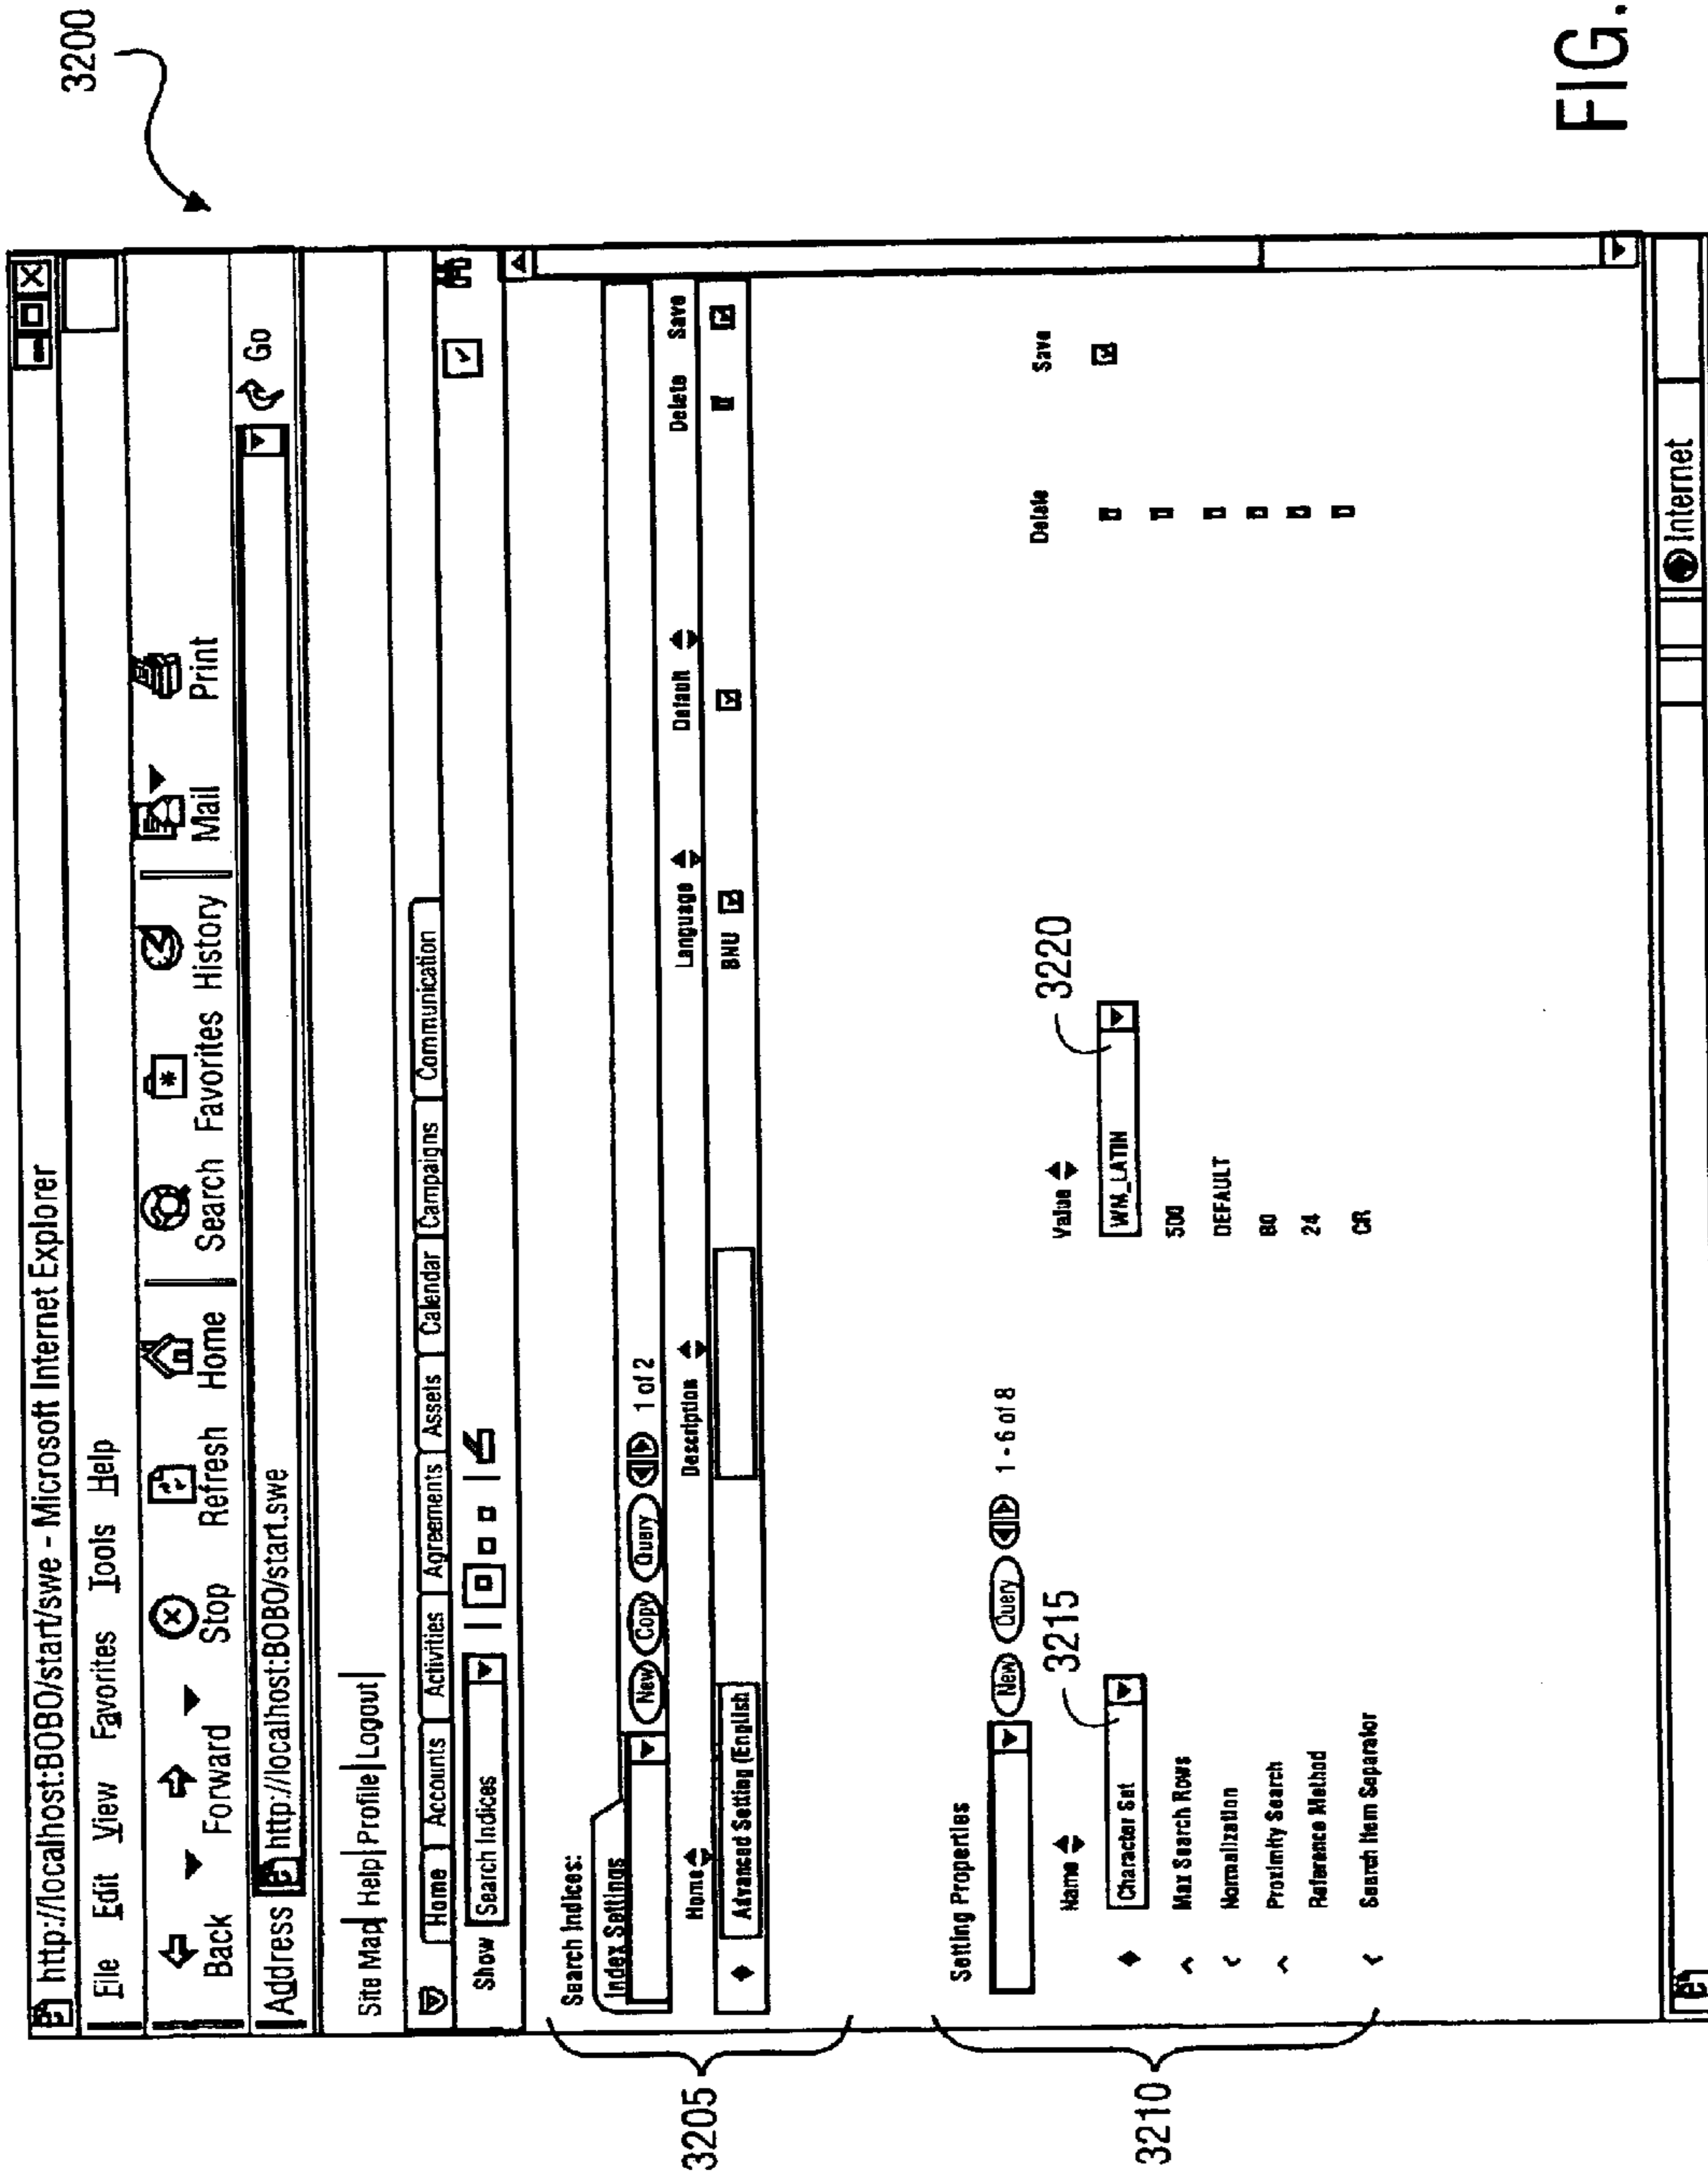 3200
http://localhost:BOBO/start/swe - Microsoft Internet Explorer
File Edit View Favorites Tools Help
Back Forward Stop Refresh Home Search Favorites History Mail Print
Address http://localhost:BOBO/start.swe Go
Site Map Help Profile Logout
Home Accounts Activities Agreements Assets Calendar Campaigns Communication
Show Search Indices
3205
Search Indices:
Index Settings
New Copy Query 1 of 2
Home Description Language Default Delete Save
Advanced Setting (English BNU
3210
Setting Properties
New Query 1 - 6 of 8
3215 3220
Name Value Delete Save
Character Set WM_LATIN
Max Search Rows 500
Normalization DEFAULT
Proximity Search 80
Reference Method 24
Search Item Separator CR
Internet
FIG.